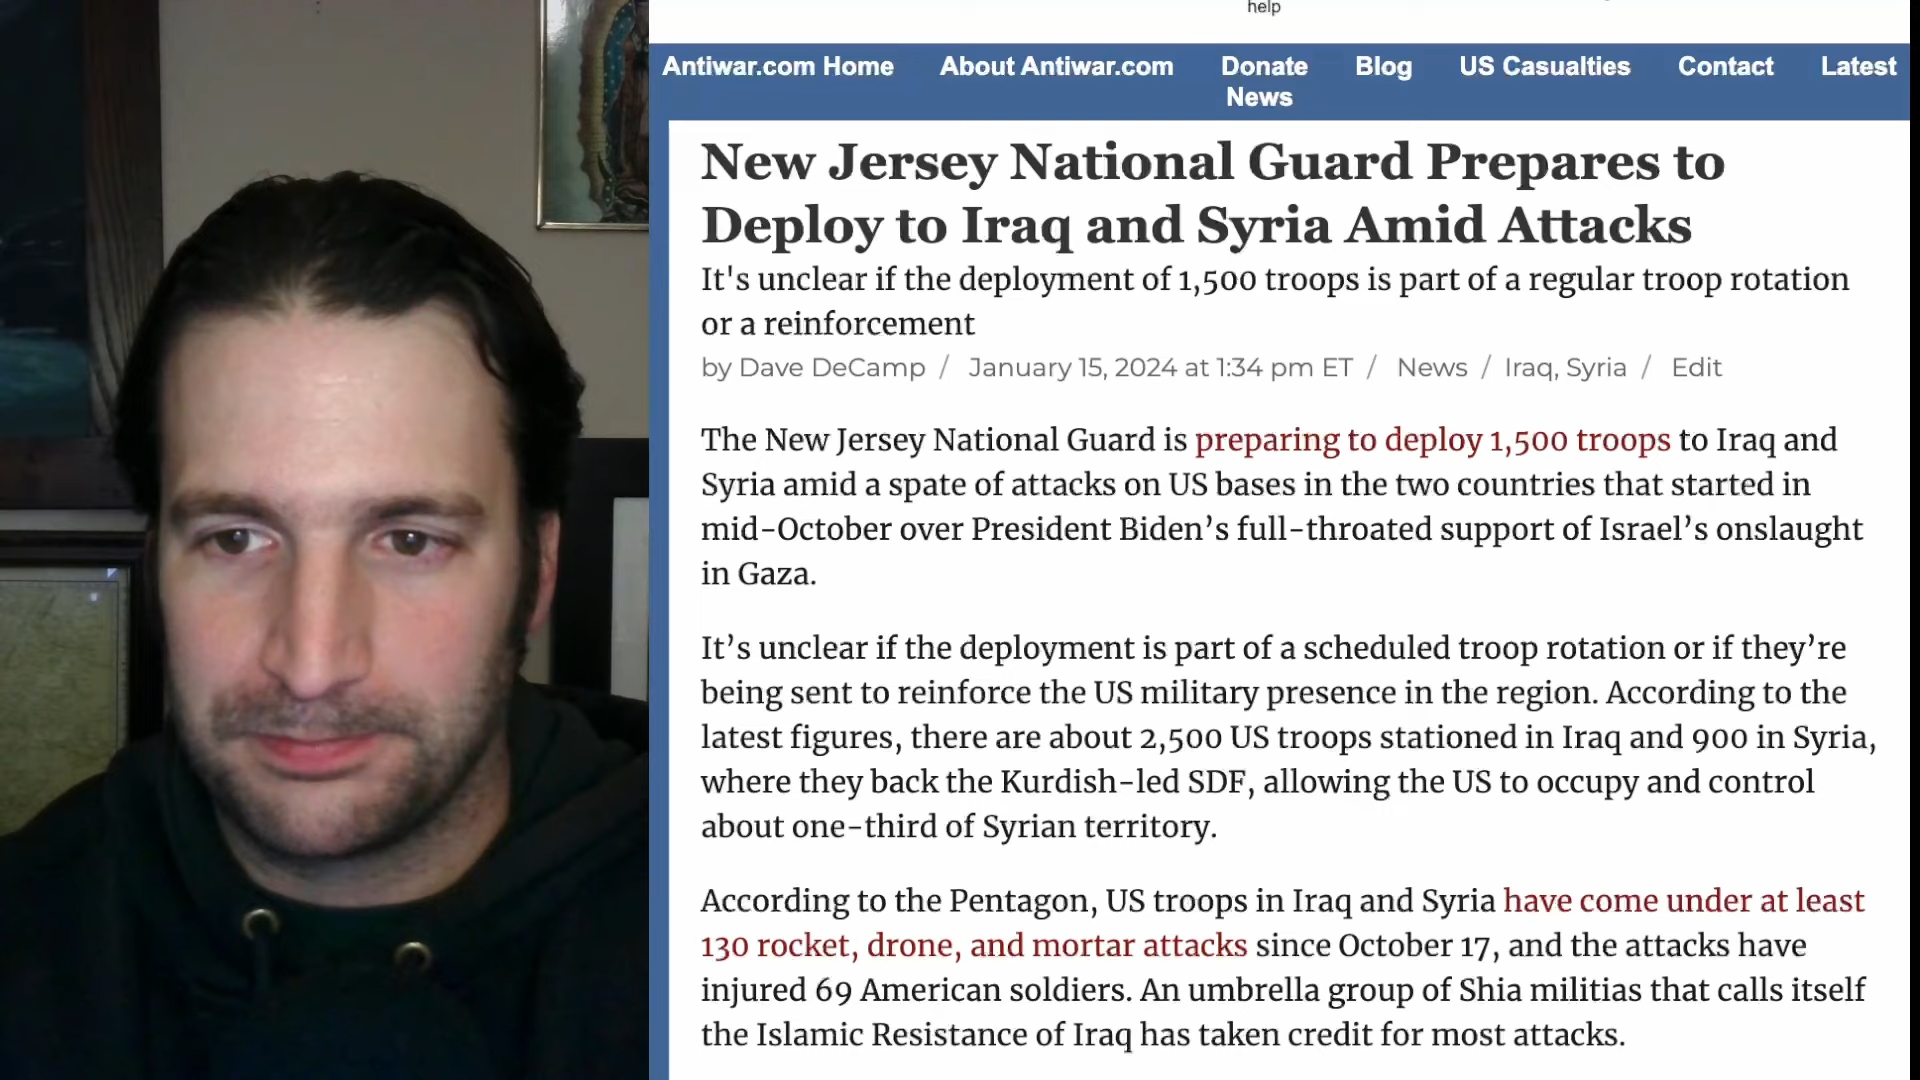 help
Antiwar.com Home About Antiwar.com Donate Blog US Casualties Contact Latest
News
New Jersey National Guard Prepares to
Deploy to Iraq and Syria Amid Attacks
It's unclear if the deployment of 1,500 troops is part of a regular troop rotation
or a reinforcement
by Dave DeCamp / January 15, 2024 at 1:34 pm ET / News / Iraq, Syria / Edit
The New Jersey National Guard is preparing to deploy 1,500 troops to Iraq and
Syria amid a spate of attacks on US bases in the two countries that started in
mid-October over President Biden’s full-throated support of Israel’s onslaught
in Gaza.
It’s unclear if the deployment is part of a scheduled troop rotation or if they’re
being sent to reinforce the US military presence in the region. According to the
latest figures, there are about 2,500 US troops stationed in Iraq and 900 in Syria,
where they back the Kurdish-led SDF, allowing the US to occupy and control
about one-third of Syrian territory.
According to the Pentagon, US troops in Iraq and Syria have come under at least
130 rocket, drone, and mortar attacks since October 17, and the attacks have
injured 69 American soldiers. An umbrella group of Shia militias that calls itself
the Islamic Resistance of Iraq has taken credit for most attacks.